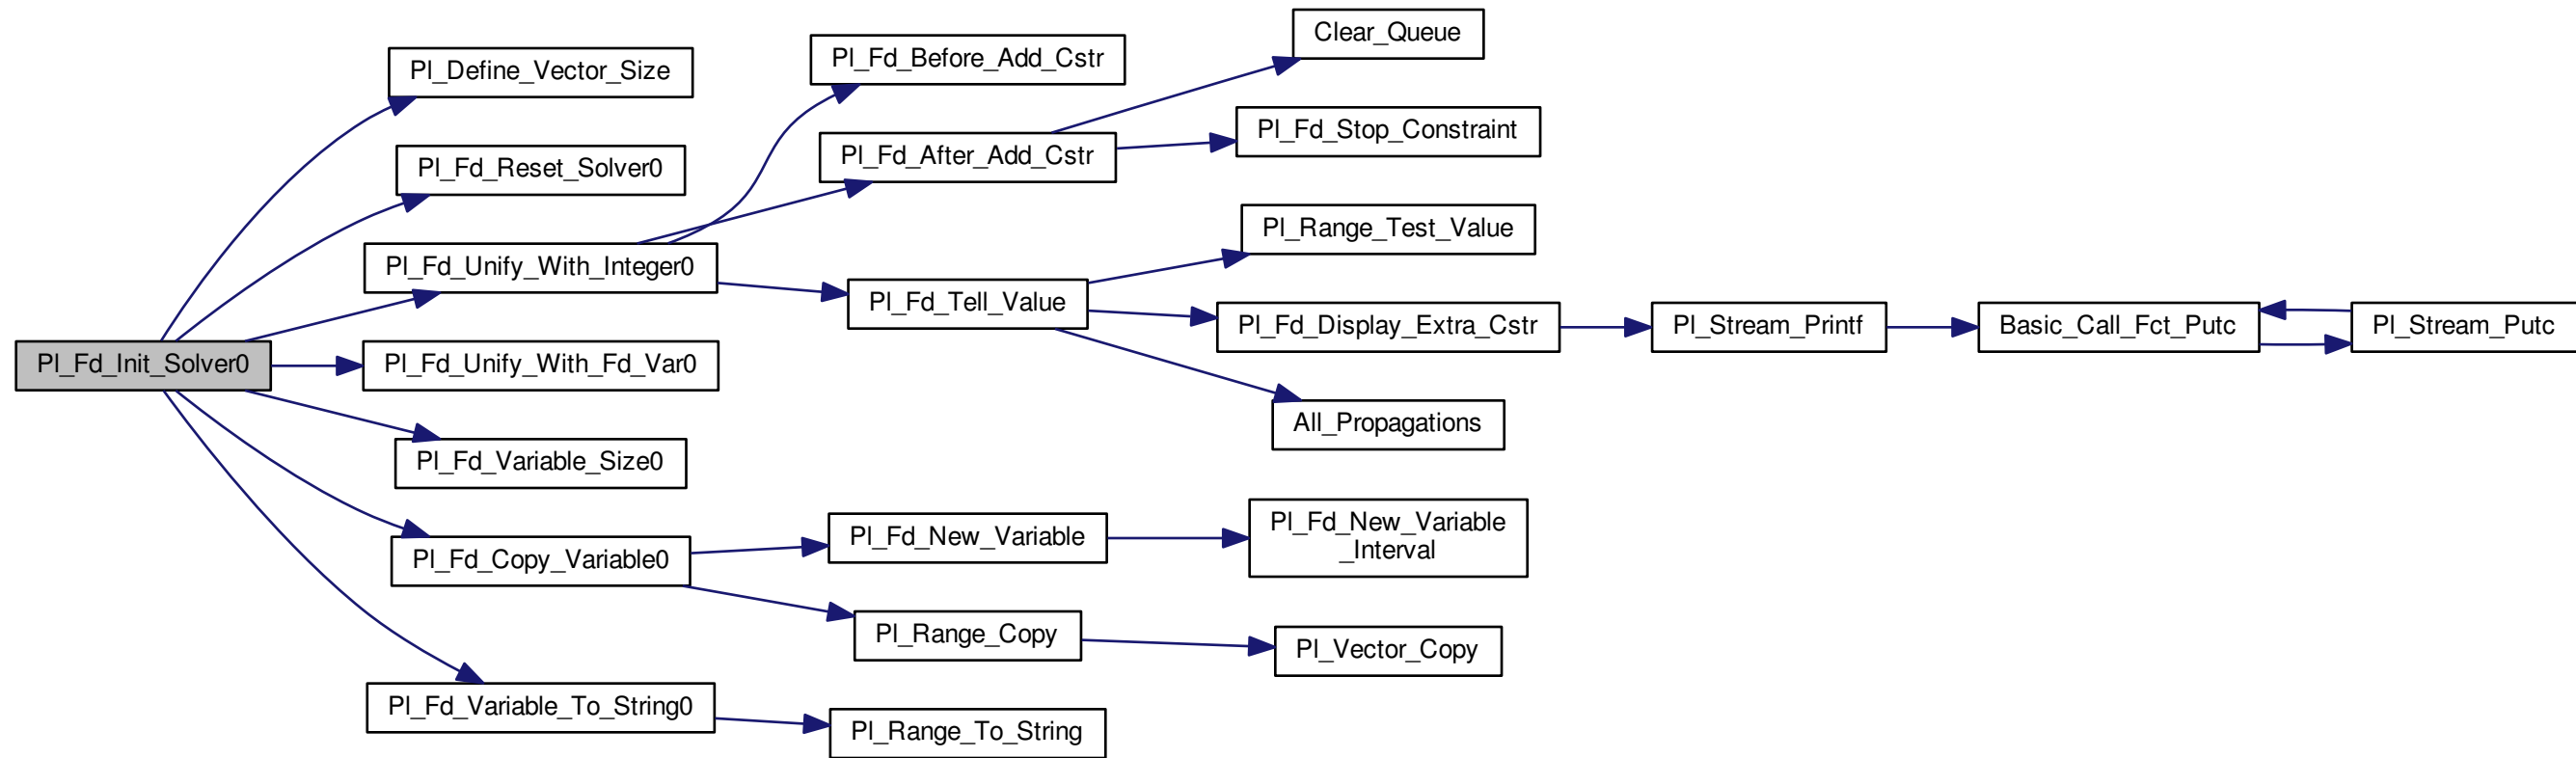 Clear_Queue
Pl_Fd_Before_Add_Cstr
Pl_Define_Vector_Size
Pl_Fd_Stop_Constraint
Pl_Fd_After_Add_Cstr
Pl_Fd_Reset_Solver0
Pl_Range_Test_Value
Pl_Fd_Unify_With_Integer0
Pl_Fd_Tell_Value
Pl_Fd_Display_Extra_Cstr
Pl_Stream_Printf
Basic_Call_Fct_Putc
Pl_Stream_Putc
Pl_Fd_Init_Solver0
Pl_Fd_Unify_With_Fd_Var0
All_Propagations
Pl_Fd_Variable_Size0
Pl_Fd_New_Variable
_Interval
Pl_Fd_New_Variable
Pl_Fd_Copy_Variable0
Pl_Range_Copy
Pl_Vector_Copy
Pl_Fd_Variable_To_String0
Pl_Range_To_String